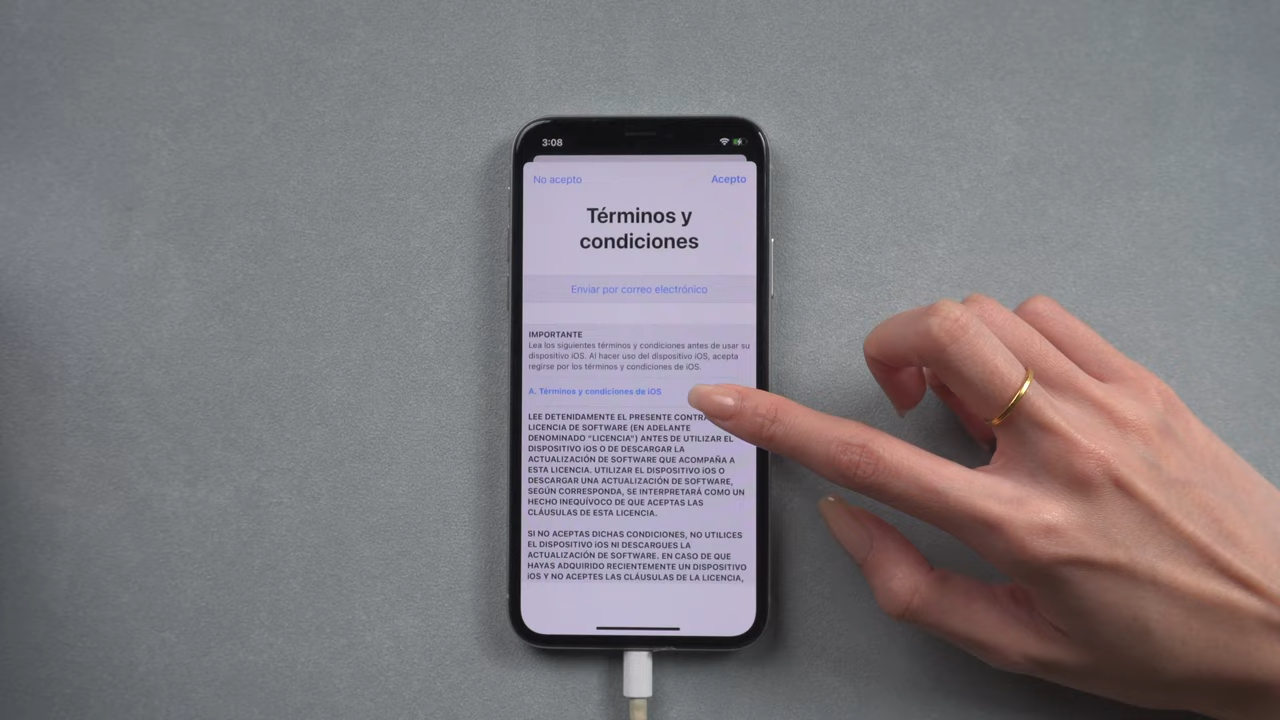 3:08
No acepto
Acepto
Términos y
condiciones
Enviar por correo electrónico
IMPORTANTE
Lea los siguientes términos y condiciones antes de usar su
dispositivo iOS. Al hacer uso del dispositivo iOS, acepta
regirse por los términos y condiciones de iOS.
A. Términos y condiciones de iOS
LEE DETENIDAMENTE EL PRESENTE
LICENCIA DE SOFTWARE (EN ADELANTE
DENOMINADO “LICENCIA”) ANTES DE UTILIZAR EL
DISPOSITIVO iOS O DE DESCARGAR LA
ACTUALIZACIÓN DE SOFTWARE QUE ACOMPAÑA A
ESTA LICENCIA. UTILIZAR EL DISPOSITIVO iOS O
DESCARGAR UNA ACTUALIZACIÓN DE SOFTWARE,
SEGÚN CORRESPONDA, SE INTERPRETARÁ COMO UN
HECHO INEQUÍVOCO DE QUE ACEPTAS LAS
CLÁUSULAS DE ESTA LICENCIA.
SI NO ACEPTAS DICHAS CONDICIONES, NO UTILICES
EL DISPOSITIVO iOS NI DESCARGUES LA
ACTUALIZACIÓN DE SOFTWARE. EN CASO DE QUE
HAYAS ADQUIRIDO RECIENTEMENTE UN DISPOSITIVO
iOS Y NO ACEPTES LAS CLÁUSULAS DE LA LICENCIA,